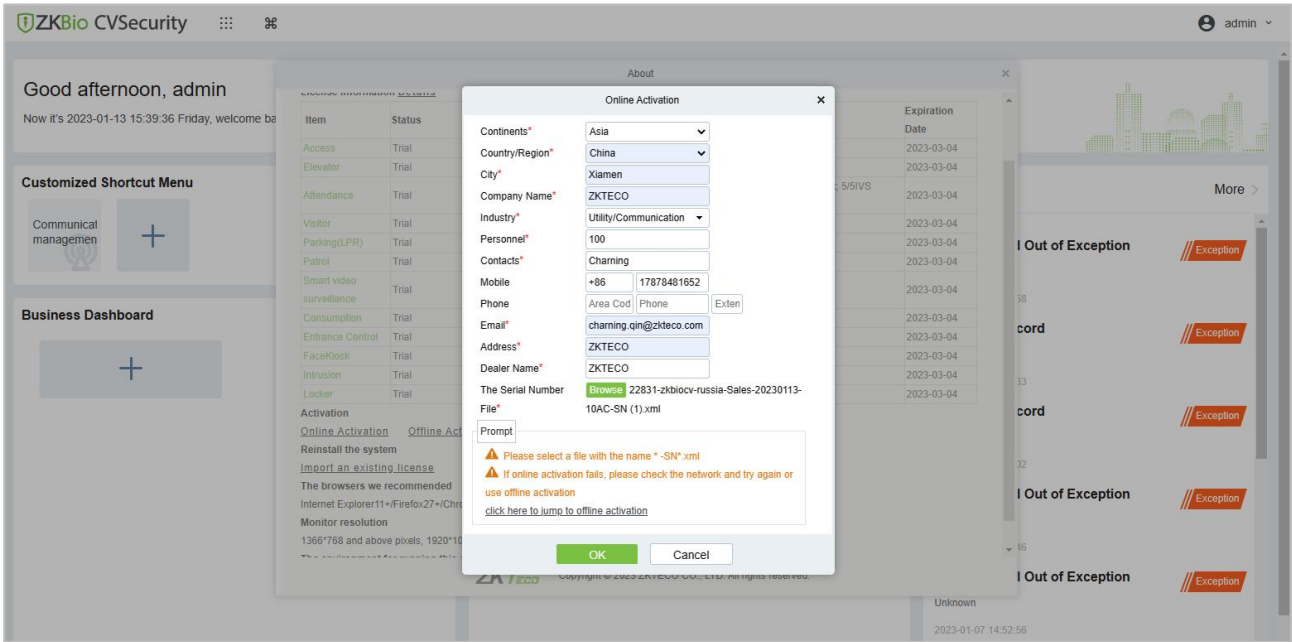 ZKBio CVSecurity
admin
Good afternoon, admin
Now it's 2023-01-13 15:39:36 Friday, welcome ba
Customized Shortcut Menu
Communicat
managemen
Business Dashboard
About
License Information Details
Item Status Expiration Date
Access Trial 2023-03-04
Elevator Trial 2023-03-04
Attendance Trial ; 5/5IVS 2023-03-04
Visitor Trial 2023-03-04
Parking(LPR) Trial 2023-03-04
Patrol Trial 2023-03-04
Smart video surveillance Trial 2023-03-04
Consumption Trial 2023-03-04
Entrance Control Trial 2023-03-04
FaceKiosk Trial 2023-03-04
Intrusion Trial 2023-03-04
Locker Trial 2023-03-04
Activation
Online Activation Offline Act
Reinstall the system
Import an existing license
The browsers we recommended
Internet Explorer11+/Firefox27+/Chro
Monitor resolution
1366*768 and above pixels, 1920*10
ZKTeco
Copyright © 2023 ZKTECO CO., LTD. All rights reserved.
Online Activation
Continents* Asia
Country/Region* China
City* Xiamen
Company Name* ZKTECO
Industry* Utility/Communication
Personnel* 100
Contacts* Charning
Mobile +86 17878481652
Phone Area Cod Phone Exten
Email* charning.qin@zkteco.com
Address* ZKTECO
Dealer Name* ZKTECO
The Serial Number Browse 22831-zkbiocv-russia-Sales-20230113-
File* 10AC-SN (1).xml
Prompt
Please select a file with the name * -SN*.xml
If online activation fails, please check the network and try again or
use offline activation
click here to jump to offline activation
OK Cancel
More
l Out of Exception Exception
58
cord Exception
33
cord Exception
32
l Out of Exception Exception
46
l Out of Exception Exception
Unknown
2023-01-07 14:52:56